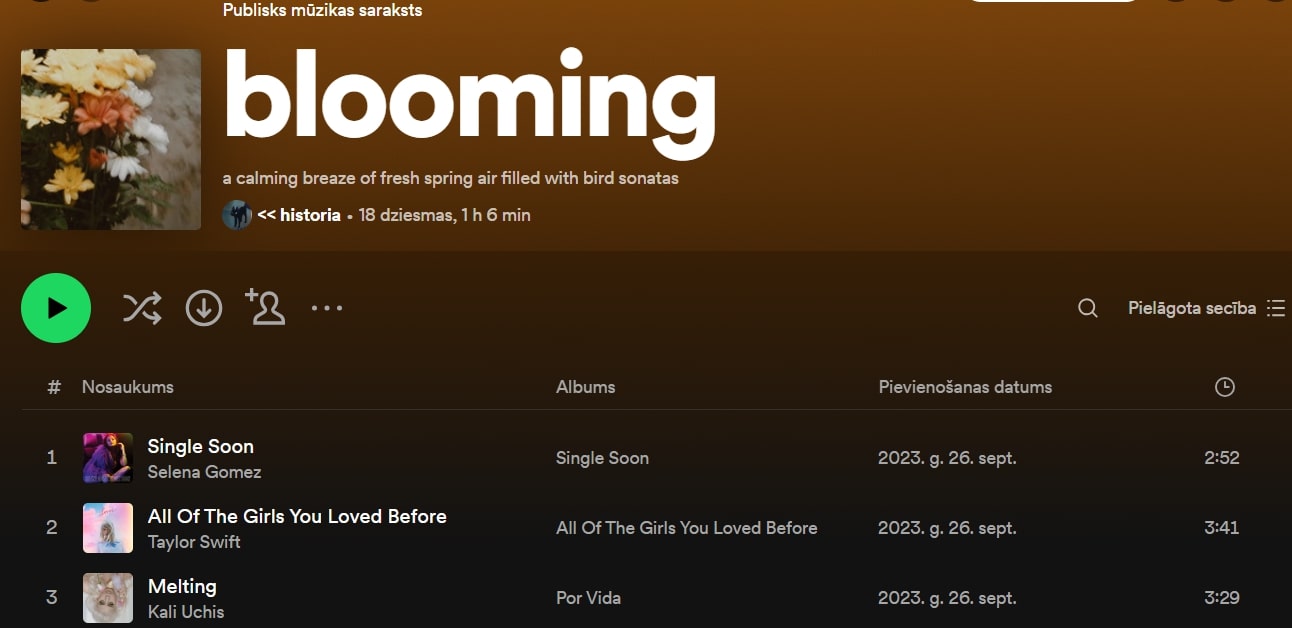 Publisks mūzikas saraksts
blooming
a calming breaze of fresh spring air filled with bird sonatas
<< historia • 18 dziesmas, 1 h 6 min
Pielāgota secība
# Nosaukums Albums Pievienošanas datums
1 Single Soon Single Soon 2023. g. 26. sept. 2:52
Selena Gomez
2 All Of The Girls You Loved Before All Of The Girls You Loved Before 2023. g. 26. sept. 3:41
Taylor Swift
3 Melting Por Vida 2023. g. 26. sept. 3:29
Kali Uchis